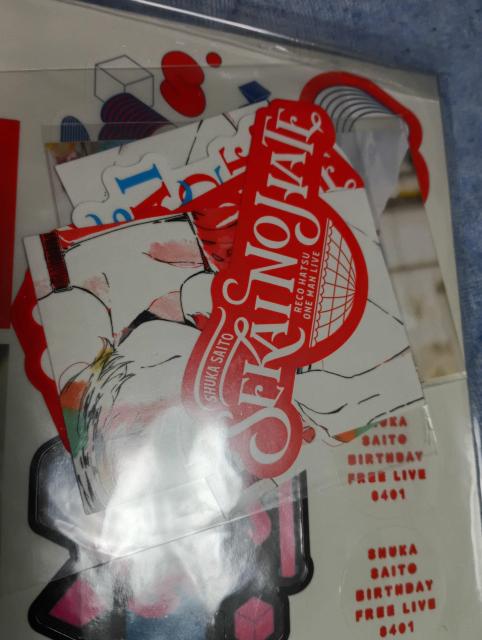 SHUKA SAITO
SEKAI NO HATE
RECO HATSU
ONE MAN LIVE
SAITO
BIRTHDAY
FREE LIVE
0401
SHUKA
SAITO
BIRTHDAY
FREE LIVE
0401